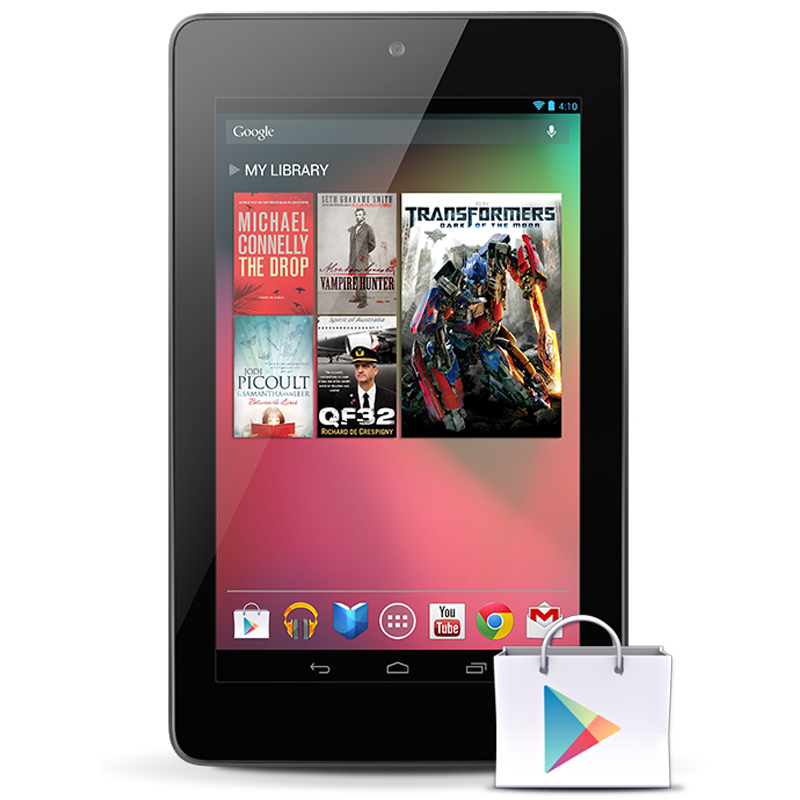 4:10
Google
MY LIBRARY
MICHAEL
CONNELLY
THE DROP
SETH GRAHAME-SMITH
VAMPIRE HUNTER
TRANSFORMERS
DARK OF THE MOON
JODI
PICOULT
& SAMANTHA VAN LEER
Between the Lines
Spirit of Australia
QF32
RICHARD DE CRESPIGNY
You
Tube